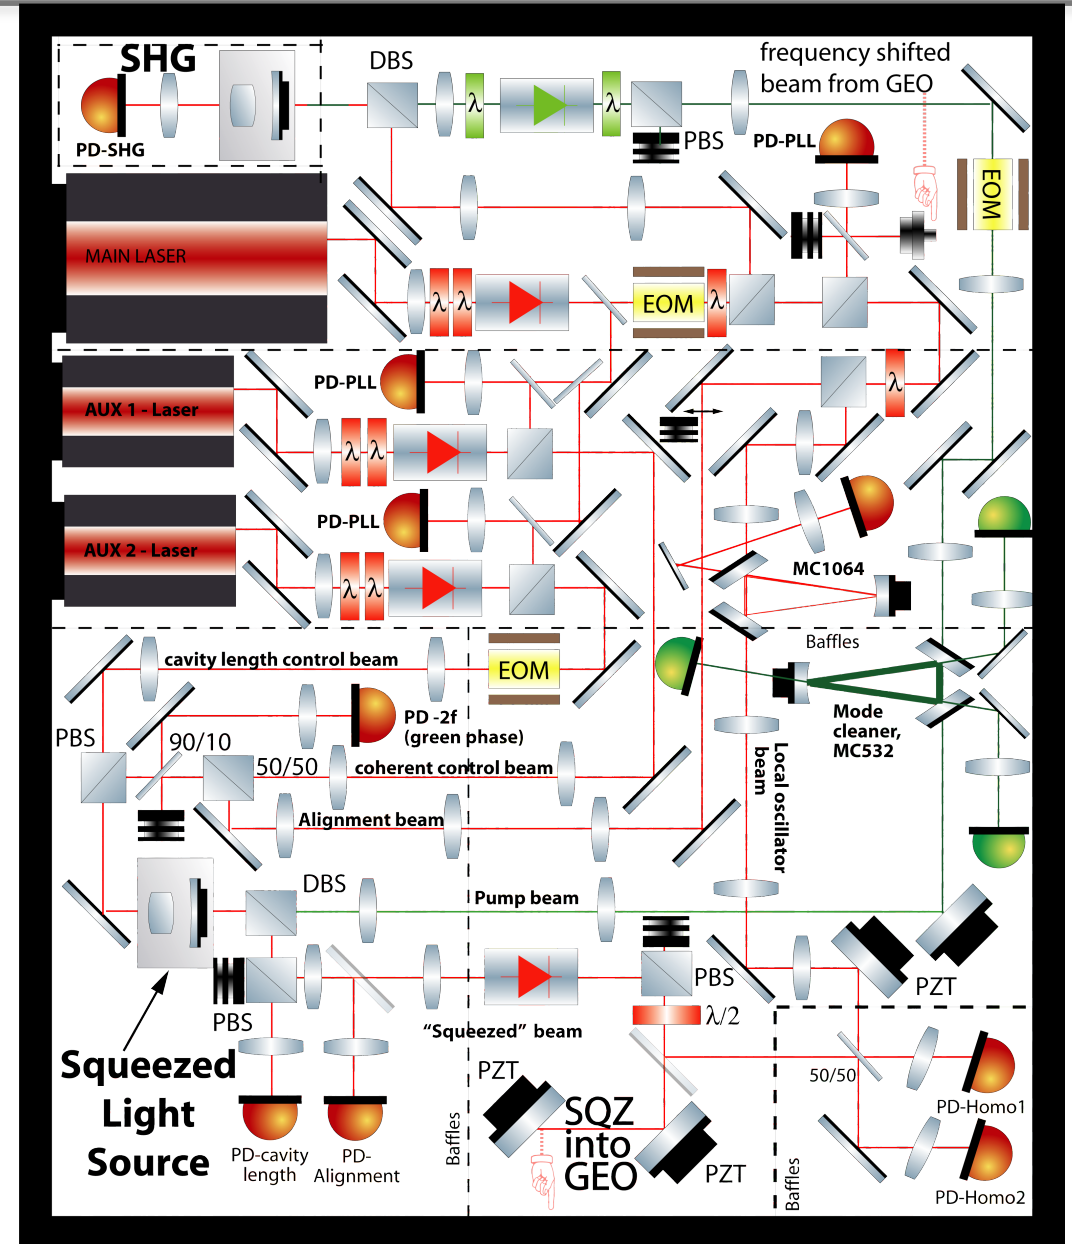 SHG
DBS
frequency shifted
beam from GEO
λ
λ
PD-SHG
PBS
PD-PLL
EOM
MAIN LASER
λ
λ
EOM
λ
PD-PLL
λ
AUX 1 - Laser
λ
λ
PD-PLL
AUX 2 - Laser
λ
λ
MC1064
Baffles
cavity length control beam
EOM
PD -2f
(green phase)
Mode
cleaner,
MC532
PBS
90/10
50/50
coherent control beam
Local oscillator
beam
Alignment beam
DBS
Pump beam
PBS
PZT
PBS
λ/2
"Squeezed" beam
Squeezed
Light
Source
PZT
50/50
SQZ
into
GEO
PD-Homo1
Baffles
PD-cavity
length
PD-
Alignment
PZT
Baffles
PD-Homo2